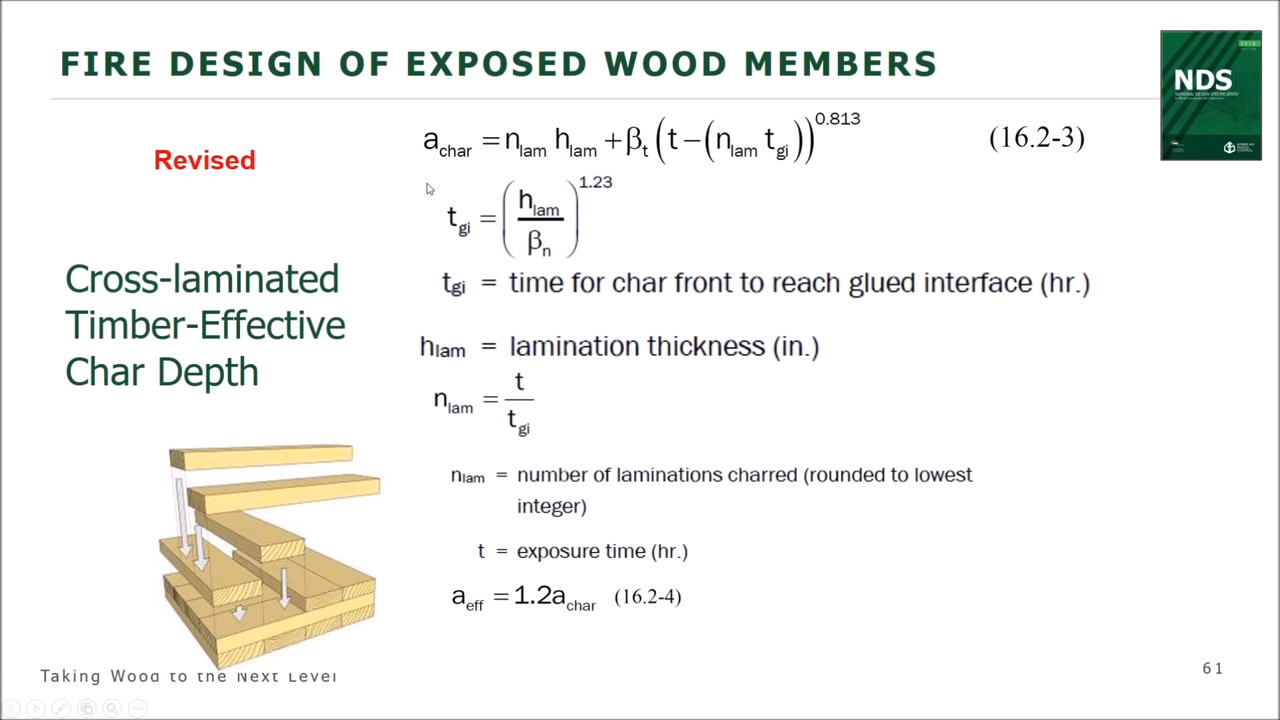 FIRE DESIGN OF EXPOSED WOOD MEMBERS
NDS
Revised
a_char = n_lam h_lam + β_t (t − (n_lam t_gi))^0.813 (16.2-3)
t_gi = (h_lam / β_n)^1.23
t_gi = time for char front to reach glued interface (hr.)
Cross-laminated
Timber-Effective
Char Depth
h_lam = lamination thickness (in.)
n_lam = t / t_gi
n_lam = number of laminations charred (rounded to lowest
integer)
t = exposure time (hr.)
a_eff = 1.2a_char (16.2-4)
Taking Wood to the Next Level
61